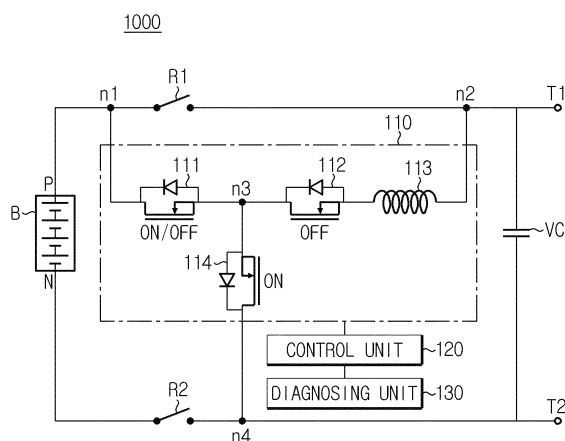 1000
R1
n1
n2
T1
110
P
111
112
113
n3
B
ON/OFF
OFF
VC
114
ON
N
CONTROL UNIT
120
DIAGNOSING UNIT
130
R2
T2
n4